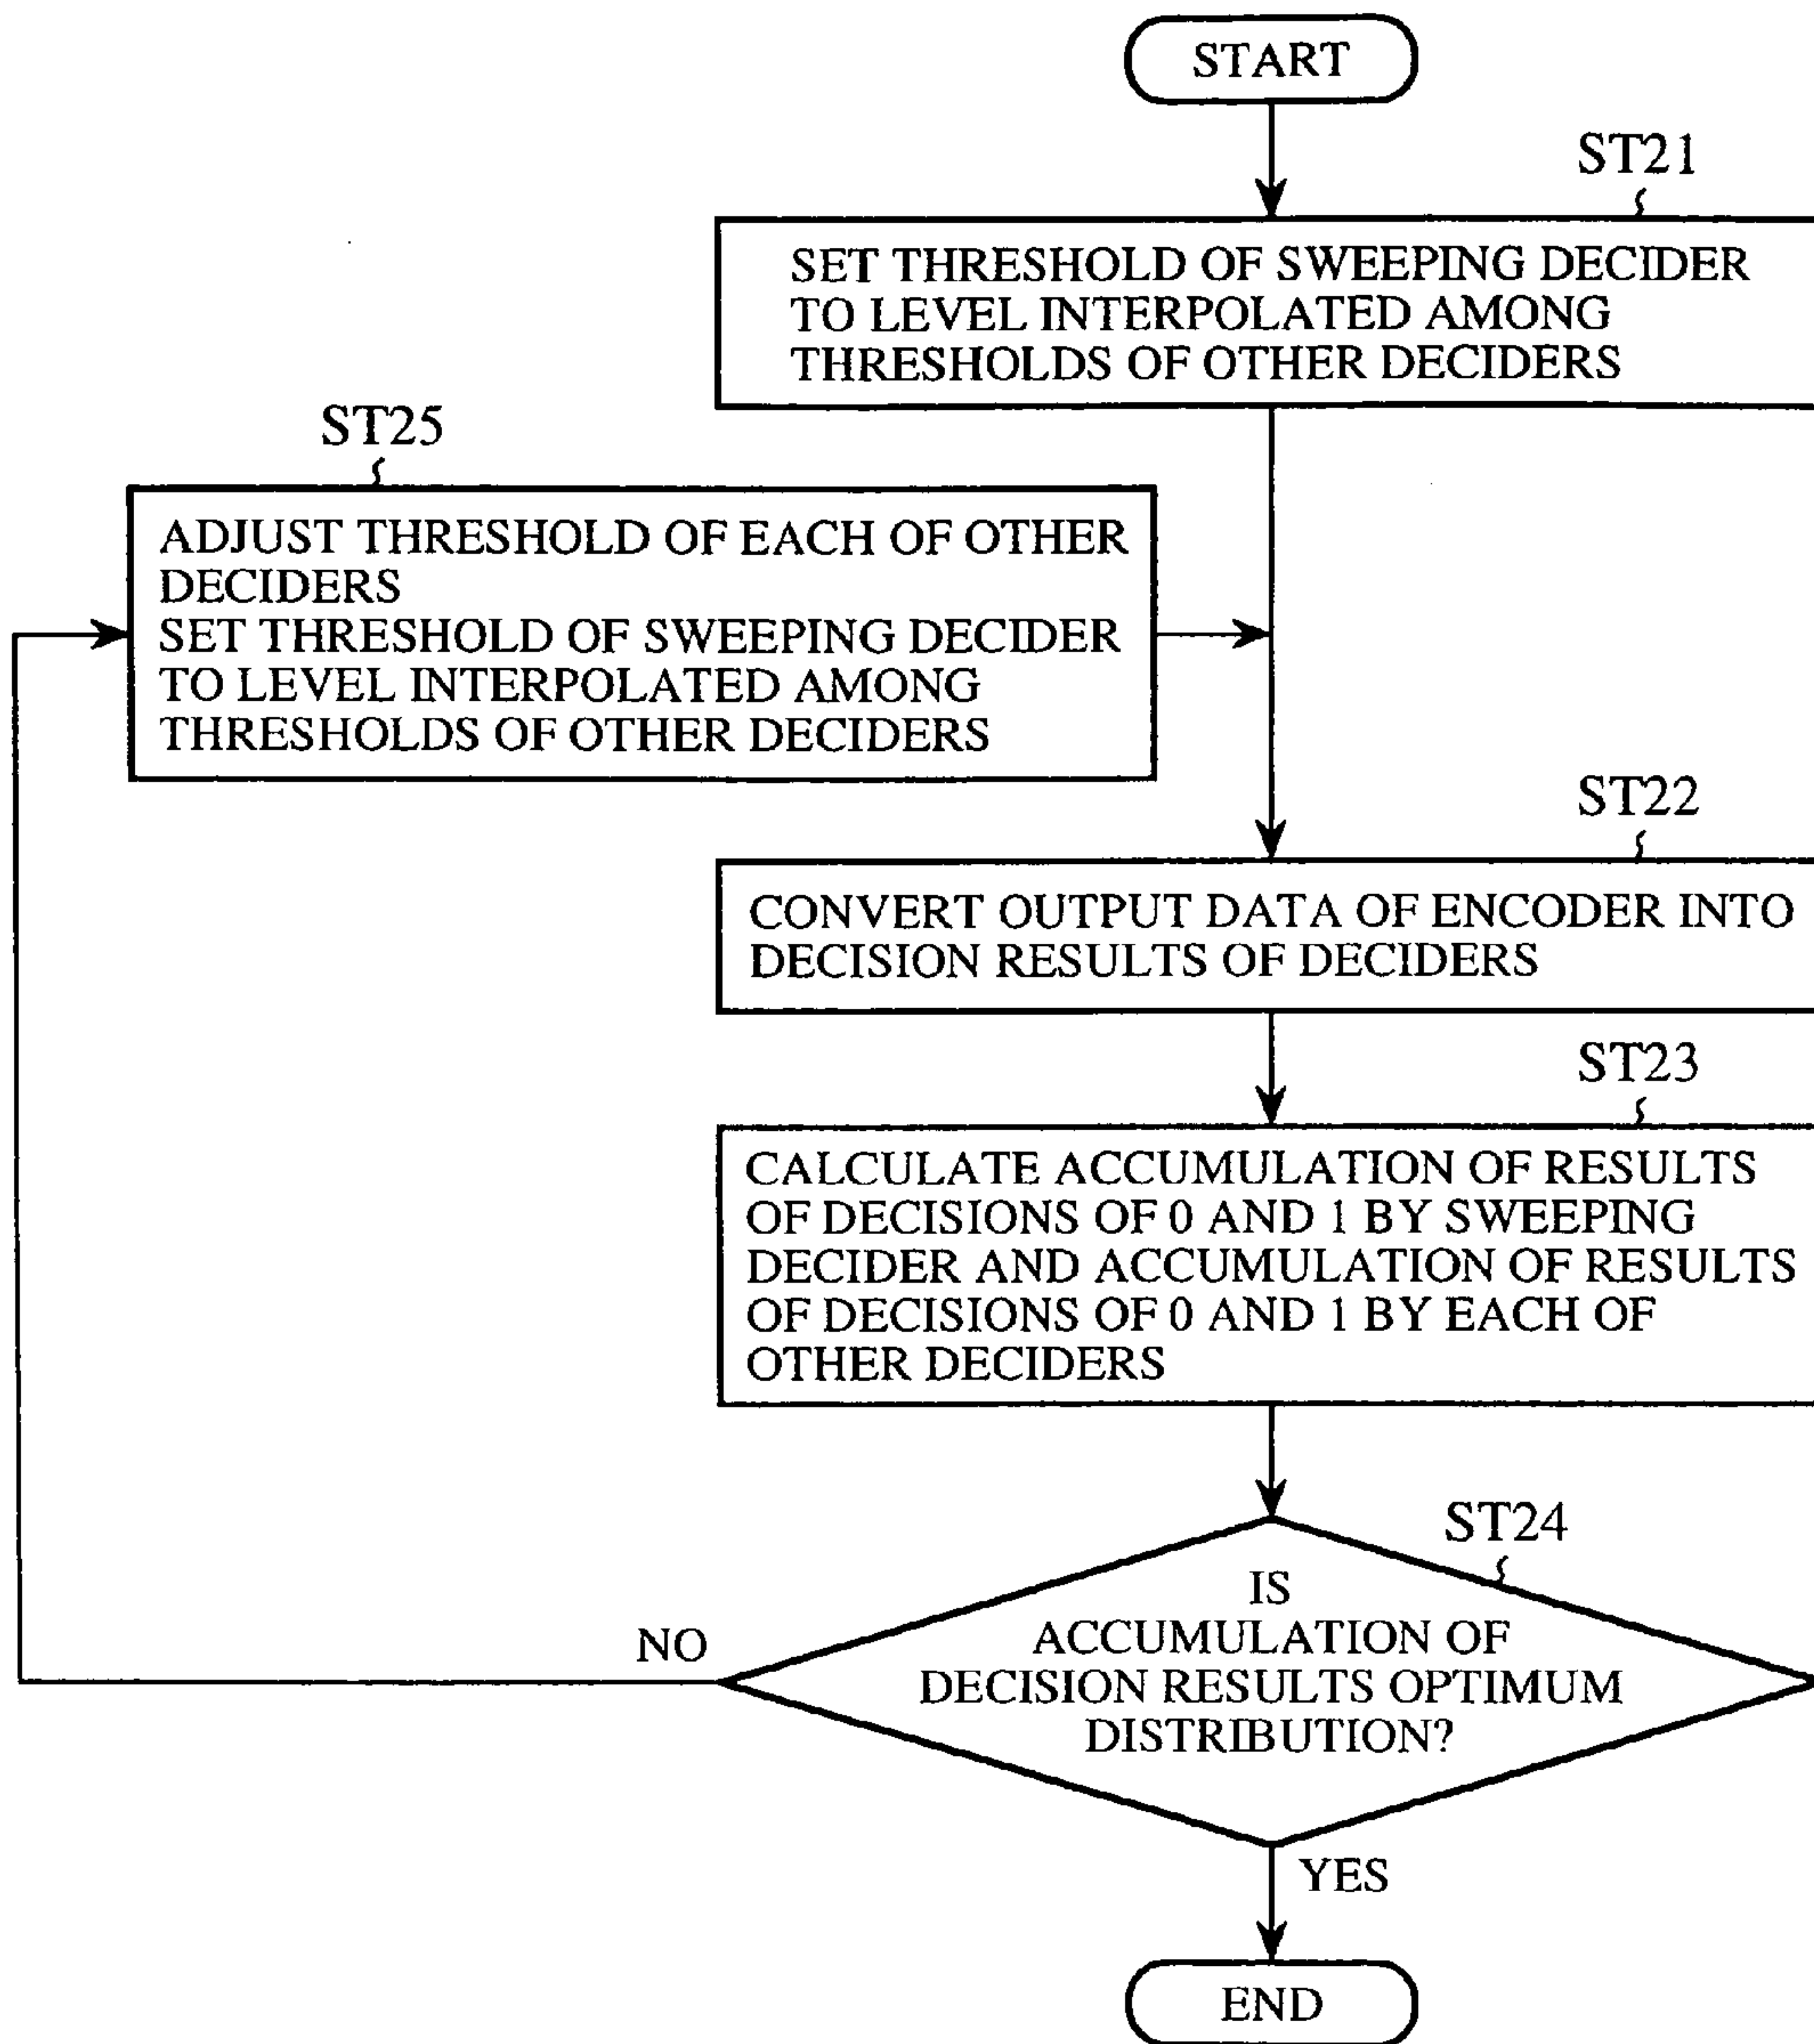 START
ST21
SET THRESHOLD OF SWEEPING DECIDER
TO LEVEL INTERPOLATED AMONG
THRESHOLDS OF OTHER DECIDERS
ST25
ADJUST THRESHOLD OF EACH OF OTHER
DECIDERS
SET THRESHOLD OF SWEEPING DECIDER
TO LEVEL INTERPOLATED AMONG
THRESHOLDS OF OTHER DECIDERS
ST22
CONVERT OUTPUT DATA OF ENCODER INTO
DECISION RESULTS OF DECIDERS
ST23
CALCULATE ACCUMULATION OF RESULTS
OF DECISIONS OF 0 AND 1 BY SWEEPING
DECIDER AND ACCUMULATION OF RESULTS
OF DECISIONS OF 0 AND 1 BY EACH OF
OTHER DECIDERS
ST24
IS
ACCUMULATION OF
DECISION RESULTS OPTIMUM
DISTRIBUTION?
NO
YES
END